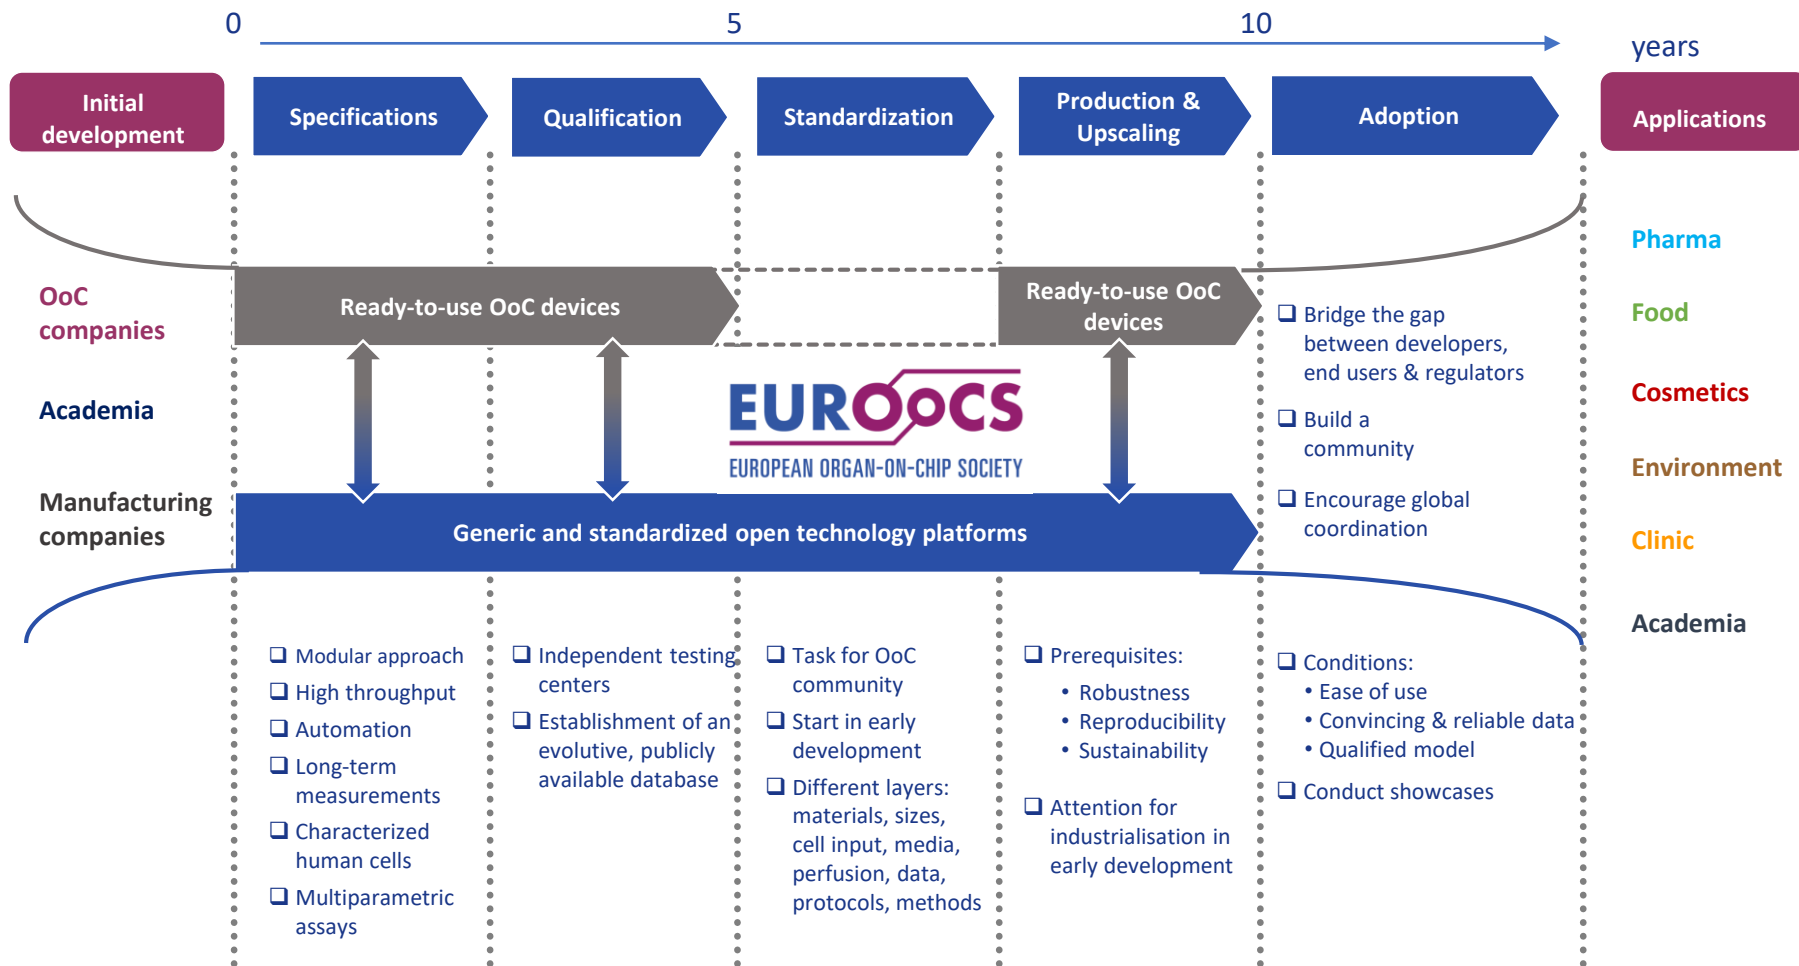 0 5 10
years
Initial
development
Specifications
Qualification
Standardization
Production &
Upscaling
Adoption
Applications
OoC
companies
Academia
Manufacturing
companies
Ready-to-use OoC devices
Ready-to-use OoC
devices
EUROoCS
EUROPEAN ORGAN-ON-CHIP SOCIETY
Generic and standardized open technology platforms
❑ Bridge the gap
between developers,
end users & regulators
❑ Build a
community
❑ Encourage global
coordination
Pharma
Food
Cosmetics
Environment
Clinic
Academia
❑ Modular approach
❑ High throughput
❑ Automation
❑ Long-term
measurements
❑ Characterized
human cells
❑ Multiparametric
assays
❑ Independent testing
centers
❑ Establishment of an
evolutive, publicly
available database
❑ Task for OoC
community
❑ Start in early
development
❑ Different layers:
materials, sizes,
cell input, media,
perfusion, data,
protocols, methods
❑ Prerequisites:
• Robustness
• Reproducibility
• Sustainability
❑ Attention for
industrialisation in
early development
❑ Conditions:
• Ease of use
• Convincing & reliable data
• Qualified model
❑ Conduct showcases